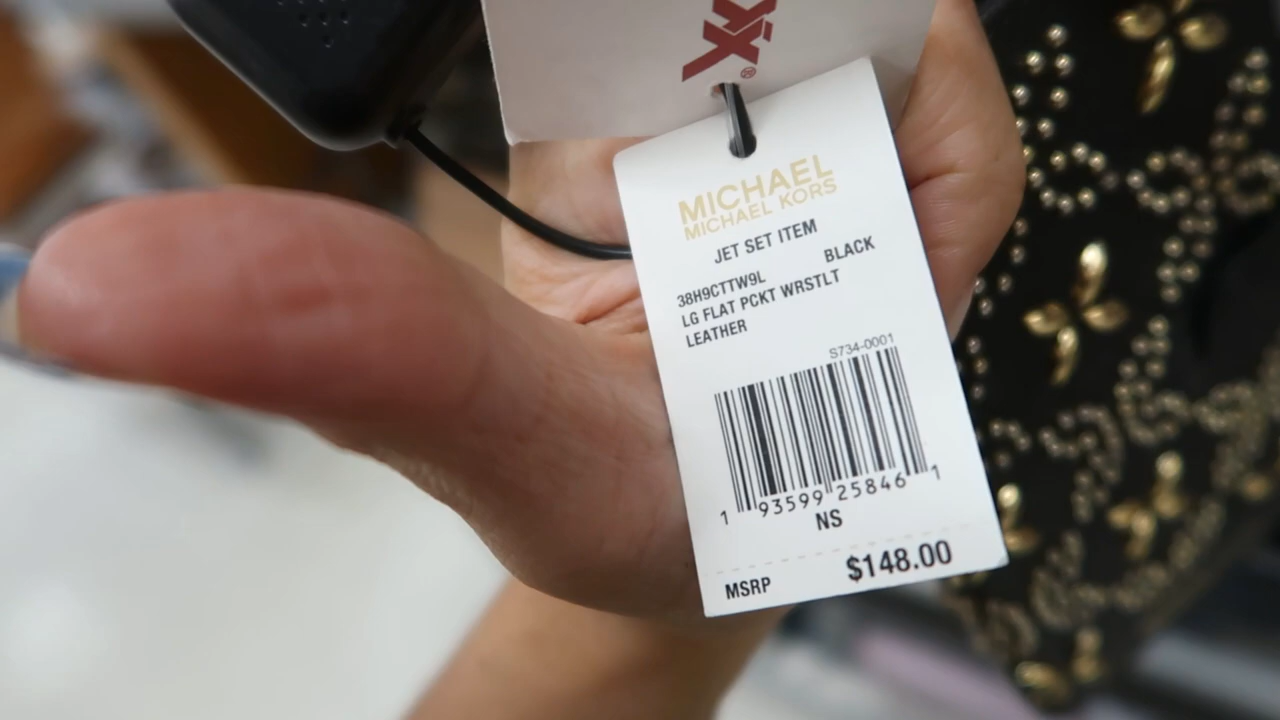 MICHAEL
MICHAEL KORS
JET SET ITEM
BLACK
38H9CTTW9L
LG FLAT PCKT WRSTLT
LEATHER
S734-0001
1 93599 25846 1
NS
MSRP $148.00